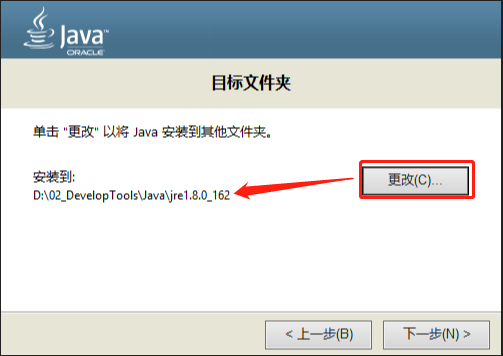 Java™
ORACLE
目标文件夹
单击 "更改" 以将 Java 安装到其他文件夹。
安装到:
D:\02_DevelopTools\Java\jre1.8.0_162
更改(C)...
< 上一步(B)
下一步(N) >